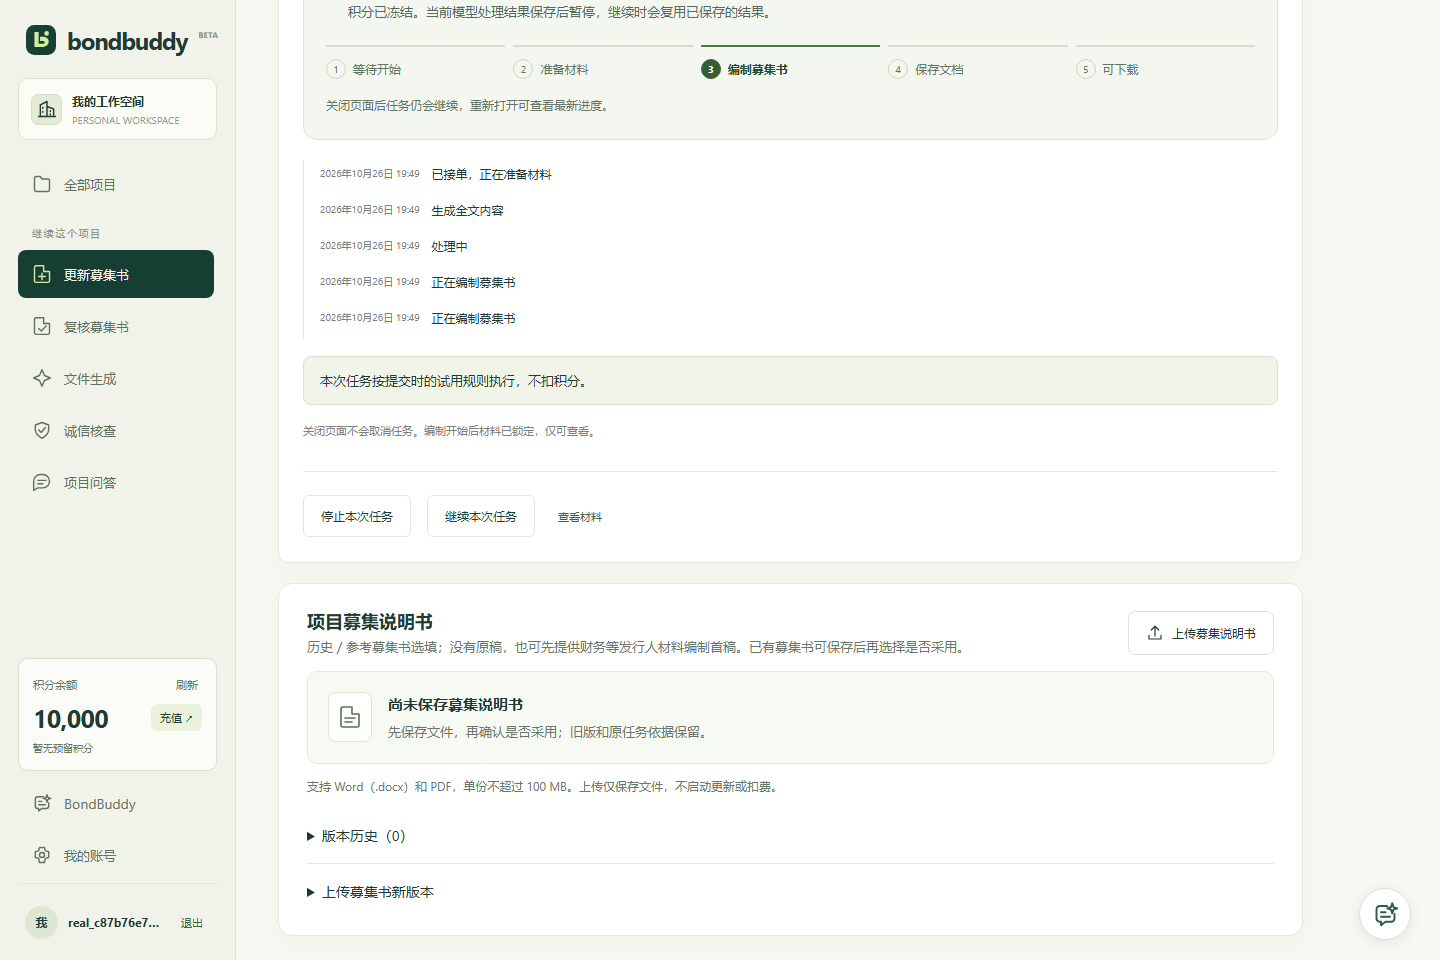 bondbuddy BETA
我的工作空间
PERSONAL WORKSPACE
全部项目
继续这个项目
更新募集书
复核募集书
文件生成
诚信核查
项目问答
积分余额 刷新
10,000 充值 ↗
暂无预留积分
BondBuddy
我的账号
我 real_c87b76e7... 退出
积分已冻结。当前模型处理结果保存后暂停，继续时会复用已保存的结果。
1 等待开始 2 准备材料 3 编制募集书 4 保存文档 5 可下载
关闭页面后任务仍会继续，重新打开可查看最新进度。
2026年10月26日 19:49 已接单，正在准备材料
2026年10月26日 19:49 生成全文内容
2026年10月26日 19:49 处理中
2026年10月26日 19:49 正在编制募集书
2026年10月26日 19:49 正在编制募集书
本次任务按提交时的试用规则执行，不扣积分。
关闭页面不会取消任务。编制开始后材料已锁定，仅可查看。
停止本次任务 继续本次任务 查看材料
项目募集说明书
历史 / 参考募集书选填；没有原稿，也可先提供财务等发行人材料编制首稿。已有募集书可保存后再选择是否采用。
上传募集说明书
尚未保存募集说明书
先保存文件，再确认是否采用；旧版和原任务依据保留。
支持 Word（.docx）和 PDF，单份不超过 100 MB。上传仅保存文件，不启动更新或扣费。
▶ 版本历史（0）
▶ 上传募集书新版本